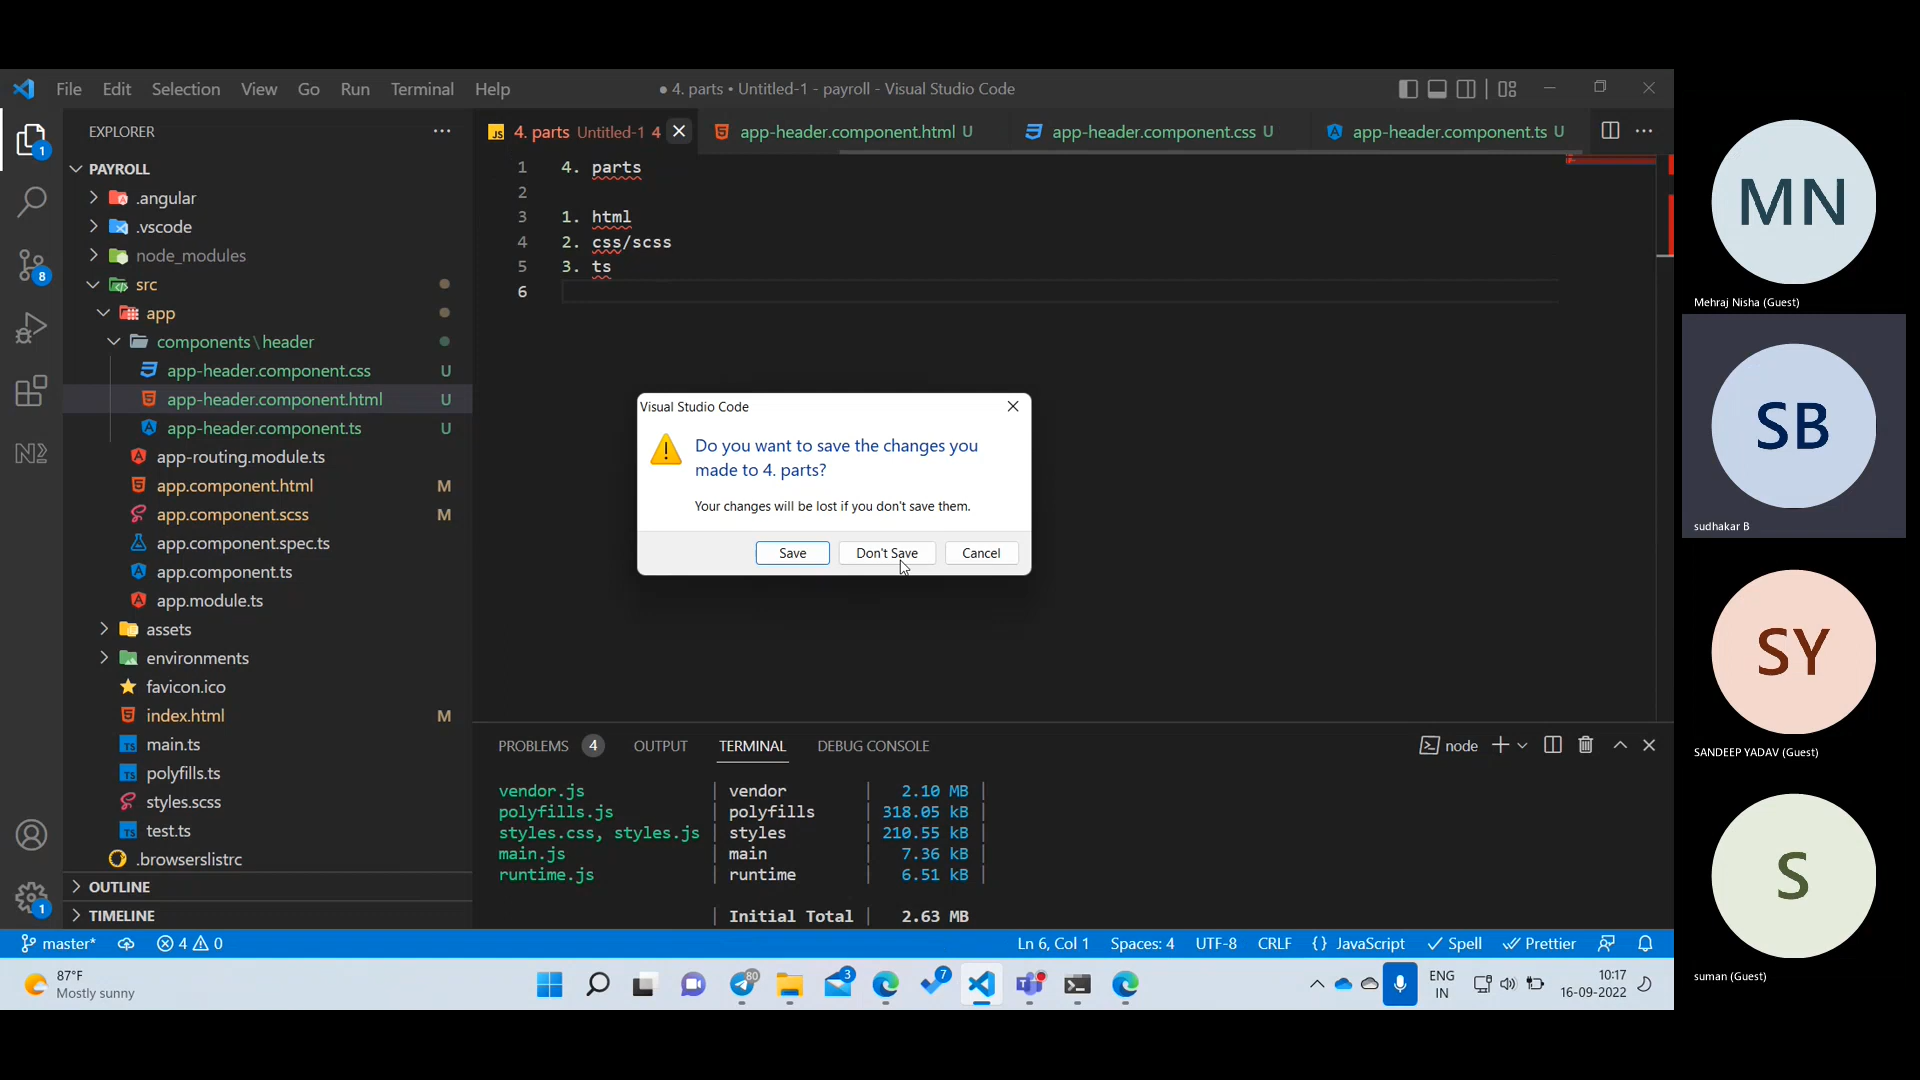 File Edit Selection View Go Run Terminal Help
● 4. parts • Untitled-1 - payroll - Visual Studio Code
EXPLORER
PAYROLL
.angular
.vscode
node_modules
src
app
components\header
app-header.component.css U
app-header.component.html U
app-header.component.ts U
app-routing.module.ts
app.component.html M
app.component.scss M
app.component.spec.ts
app.component.ts
app.module.ts
assets
environments
favicon.ico
index.html M
main.ts
polyfills.ts
styles.scss
test.ts
.browserslistrc
OUTLINE
TIMELINE
1
8
1
JS 4. parts Untitled-1 4
app-header.component.html U
app-header.component.css U
app-header.component.ts U
1 4. parts
2
3 1. html
4 2. css/scss
5 3. ts
6
Visual Studio Code
Do you want to save the changes you
made to 4. parts?
Your changes will be lost if you don't save them.
Save Don't Save Cancel
PROBLEMS 4 OUTPUT TERMINAL DEBUG CONSOLE
node
vendor.js | vendor | 2.10 MB |
polyfills.js | polyfills | 318.05 kB |
styles.css, styles.js | styles | 210.55 kB |
main.js | main | 7.36 kB |
runtime.js | runtime | 6.51 kB |
| Initial Total | 2.63 MB
master* 4 0
Ln 6, Col 1 Spaces: 4 UTF-8 CRLF {} JavaScript Spell Prettier
87°F
Mostly sunny
80
3
7
ENG
IN
10:17
16-09-2022
MN
Mehraj Nisha (Guest)
SB
sudhakar B
SY
SANDEEP YADAV (Guest)
S
suman (Guest)